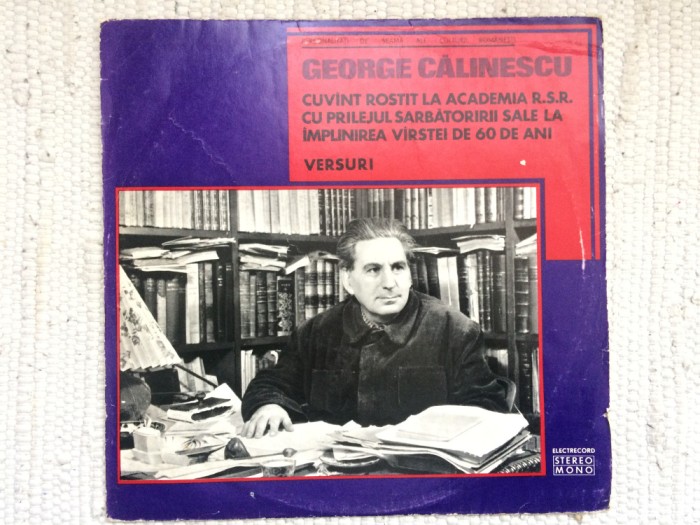 GEORGE CĂLINESCU
CUVÎNT ROSTIT LA ACADEMIA R.S.R.
CU PRILEJUL SARBĂTORIRII SALE LA
ÎMPLINIREA VÎRSTEI DE 60 DE ANI
VERSURI
ELECTRECORD
STEREO
MONO